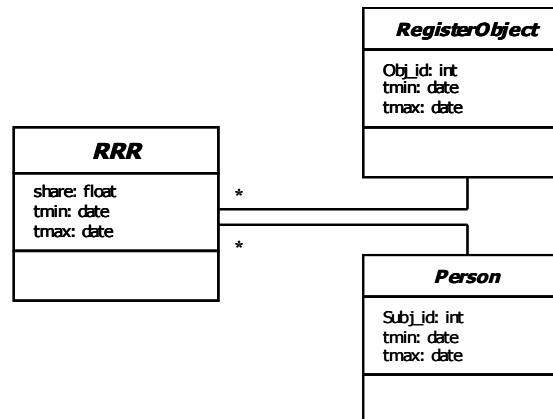 RegisterObject
Obj_id: int
tmin: date
tmax: date
RRR
share: float
tmin: date
tmax: date
*
*
Person
Subj_id: int
tmin: date
tmax: date